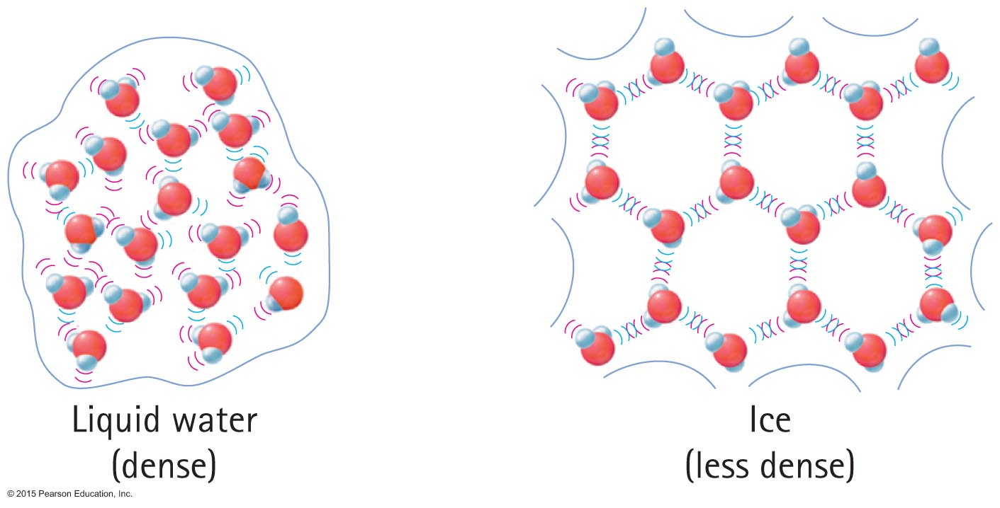 Liquid water
(dense)
Ice
(less dense)
© 2015 Pearson Education, Inc.